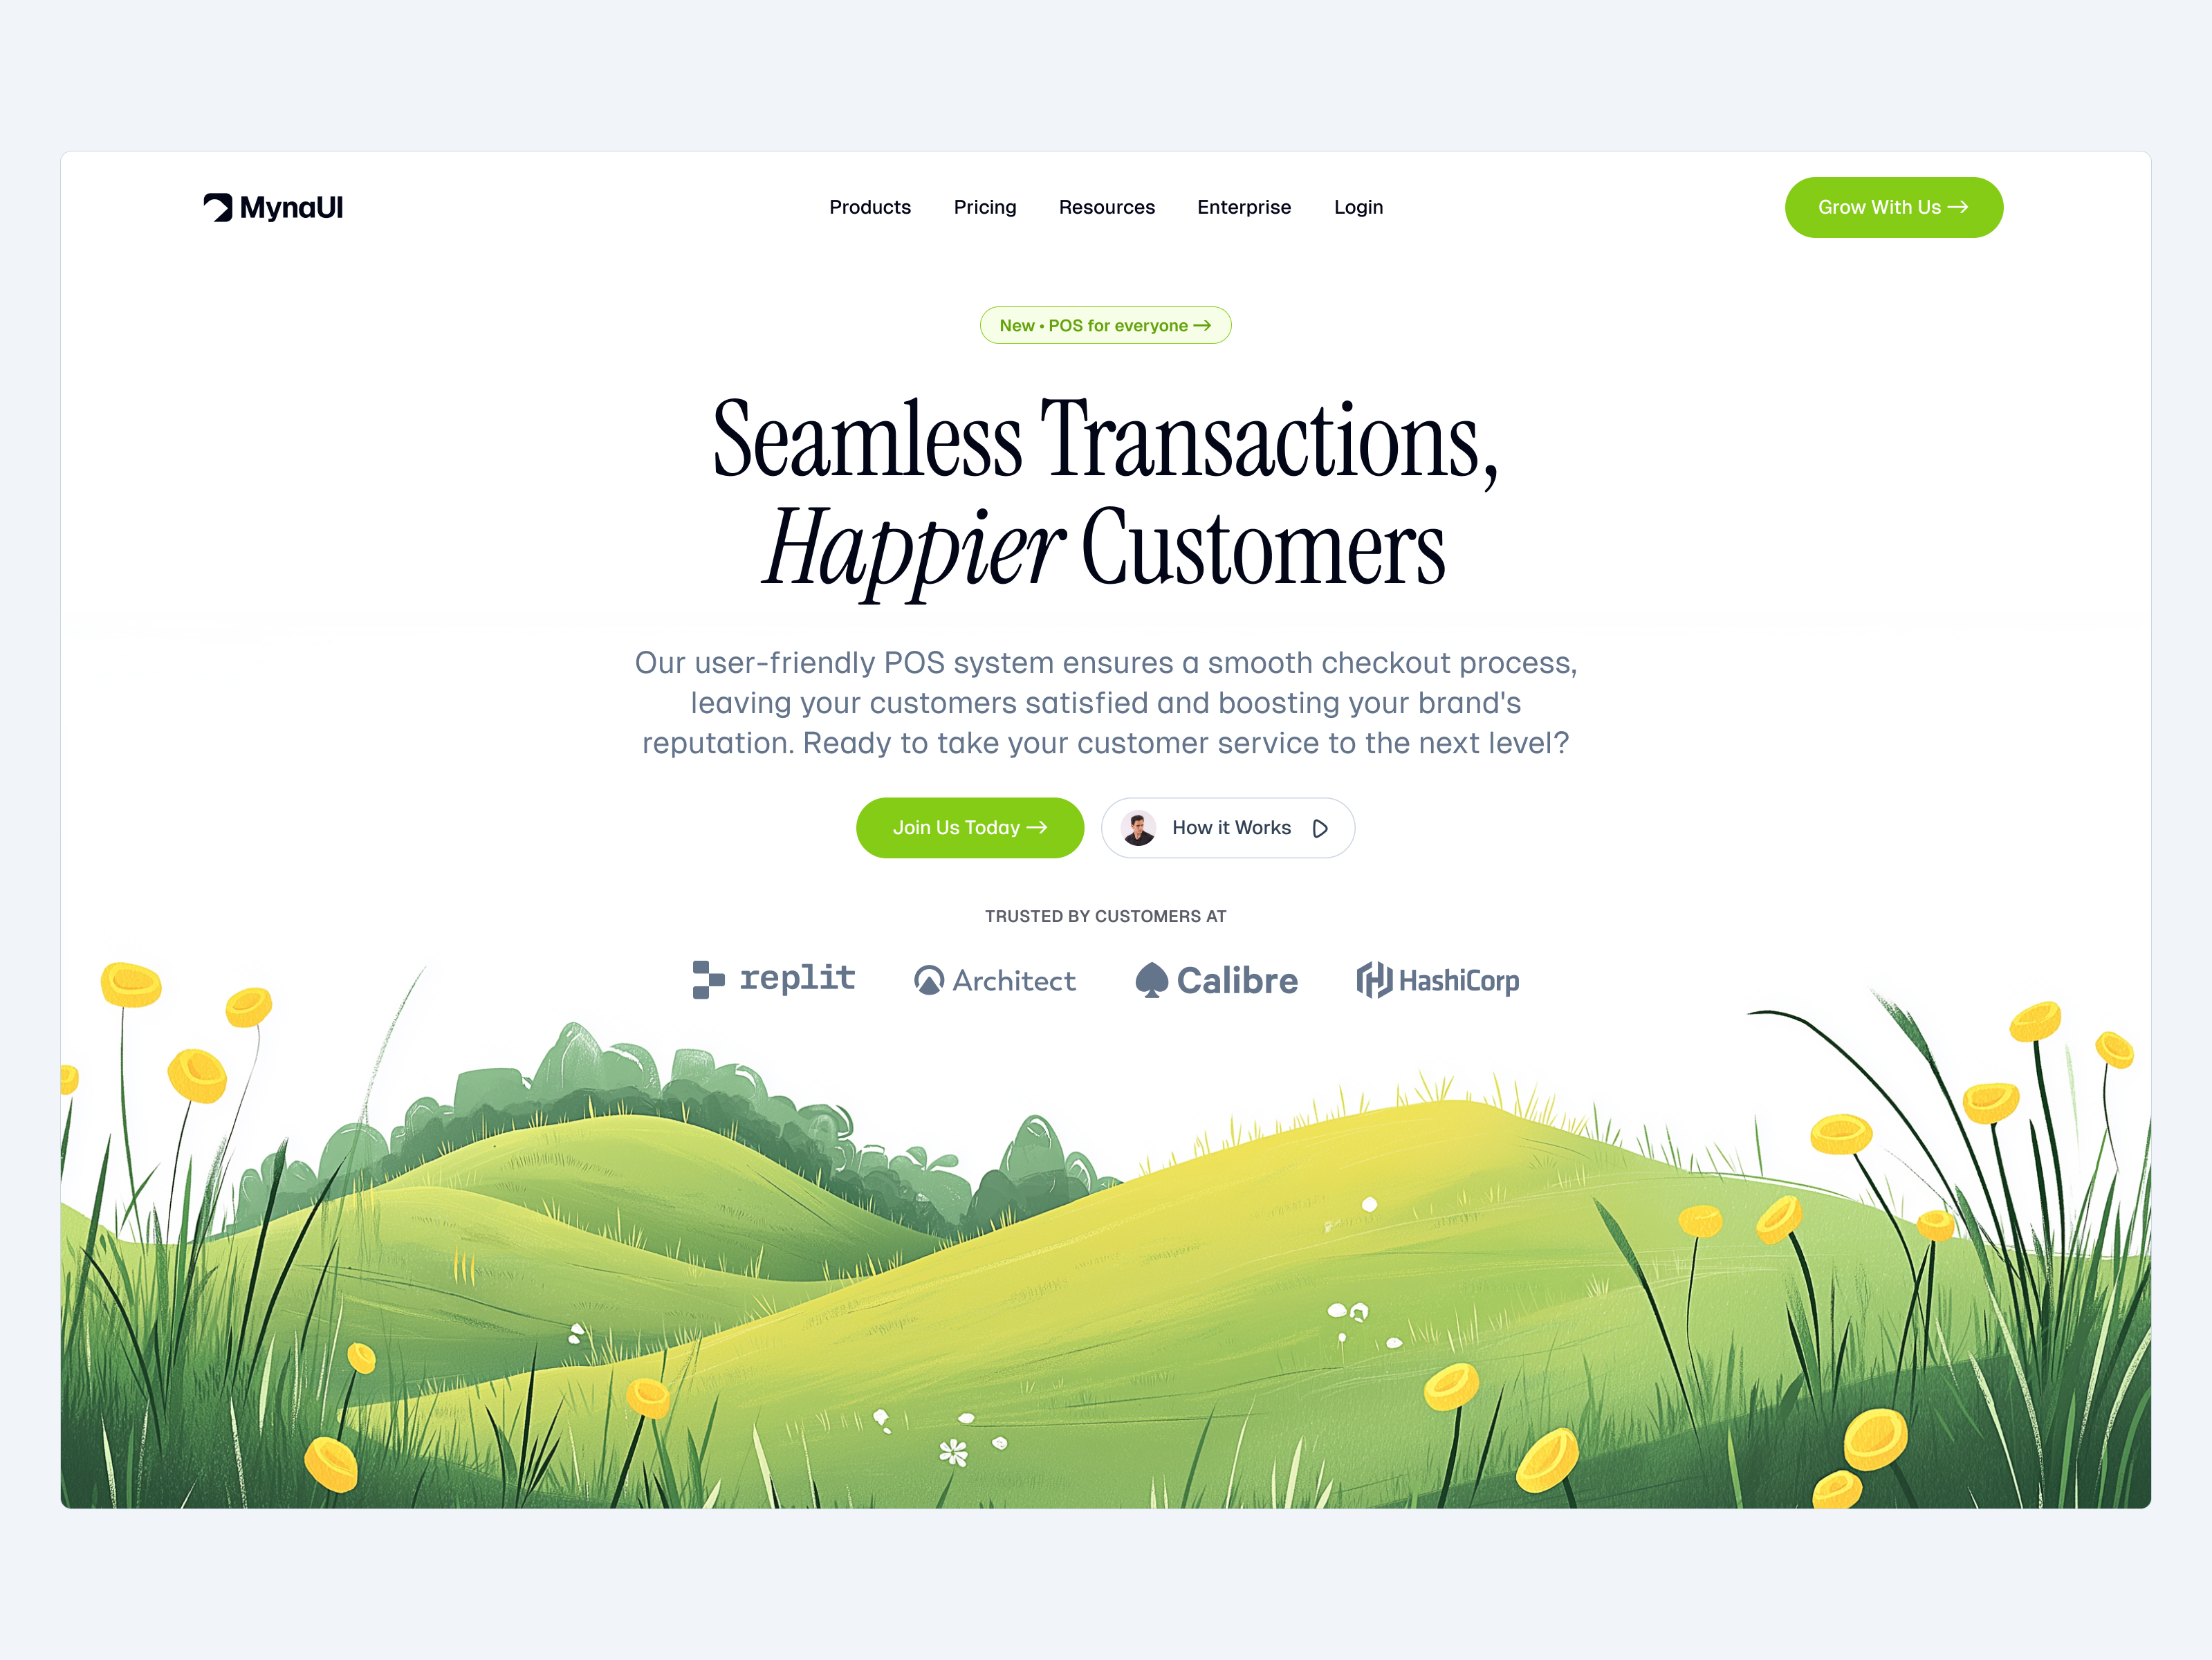 MynaUI
Products
Pricing
Resources
Enterprise
Login
Grow With Us →
New • POS for everyone →
Seamless Transactions,
Happier Customers
Our user-friendly POS system ensures a smooth checkout process,
leaving your customers satisfied and boosting your brand's
reputation. Ready to take your customer service to the next level?
Join Us Today →
How it Works
TRUSTED BY CUSTOMERS AT
replit
Architect
Calibre
HashiCorp